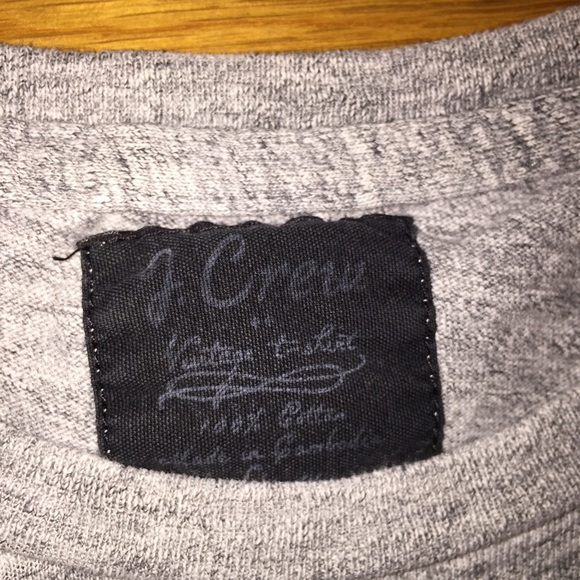 J. Crew
Vintage t-shirt
100% Cotton
Made in Cambodia